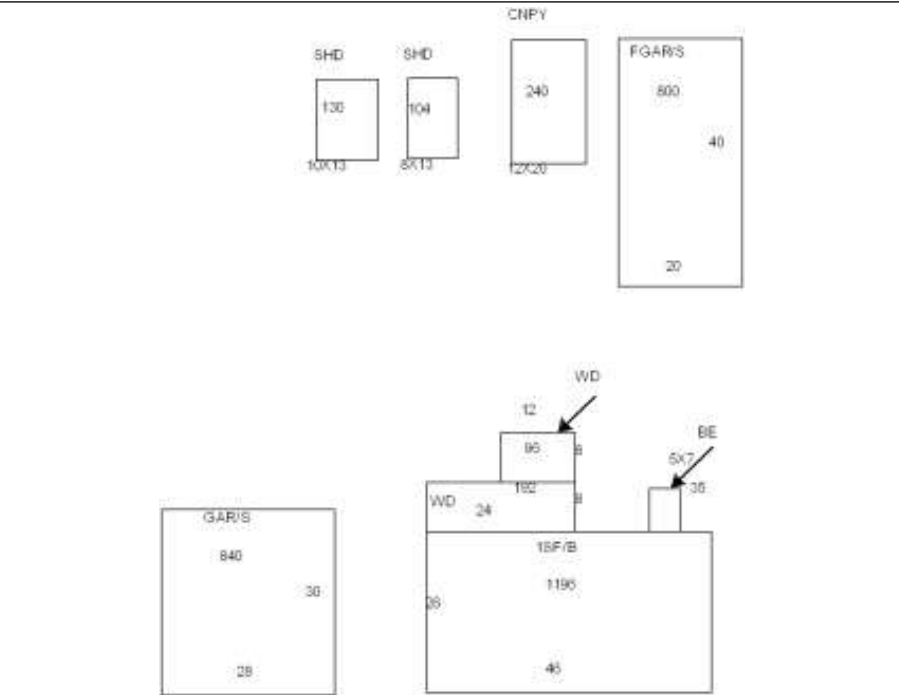 CNPY
SHD
SHD
FGAR/S
130
104
240
800
40
10X13
8X13
12X20
20
WD
12
BE
96
8
5X7
192
35
WD
24
8
GAR/S
1SF/B
840
1196
30
26
28
46